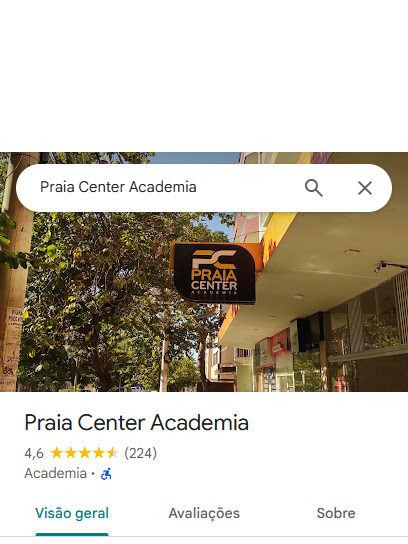 Praia Center Academia
PC
PRAIA
CENTER
ACADEMIA
Praia Center Academia
4,6 (224)
Academia ·
Visão geral Avaliações Sobre